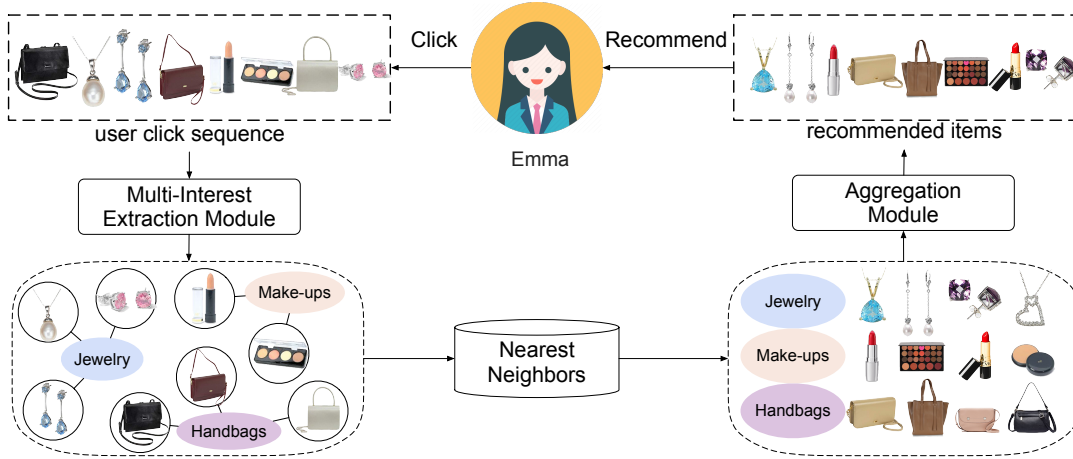 Click
Recommend
user click sequence
Emma
recommended items
Multi-Interest
Extraction Module
Aggregation
Module
Make-ups
Jewelry
Handbags
Nearest
Neighbors
Jewelry
Make-ups
Handbags